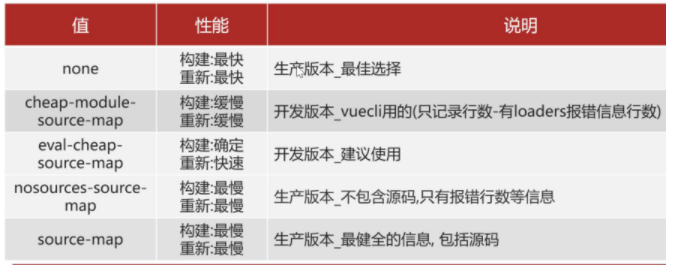 值 性能 说明
none 构建:最快 生产版本_最佳选择
重新:最快
cheap-module- 构建:缓慢 开发版本_vuecli用的(只记录行数-有loaders报错信息行数)
source-map 重新:缓慢
eval-cheap- 构建:确定 开发版本_建议使用
source-map 重新:快速
nosources-source- 构建:最慢 生产版本_不包含源码,只有报错行数等信息
map 重新:最慢
source-map 构建:最慢 生产版本_最健全的信息, 包括源码
重新:最慢